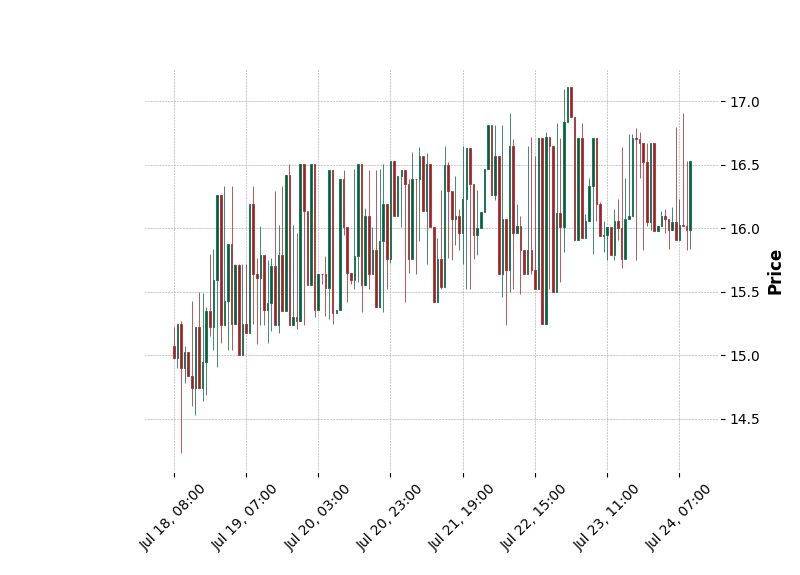 17.0
16.5
16.0
15.5
15.0
14.5
Price
Jul 18, 08:00
Jul 19, 07:00
Jul 20, 03:00
Jul 20, 23:00
Jul 21, 19:00
Jul 22, 15:00
Jul 23, 11:00
Jul 24, 07:00